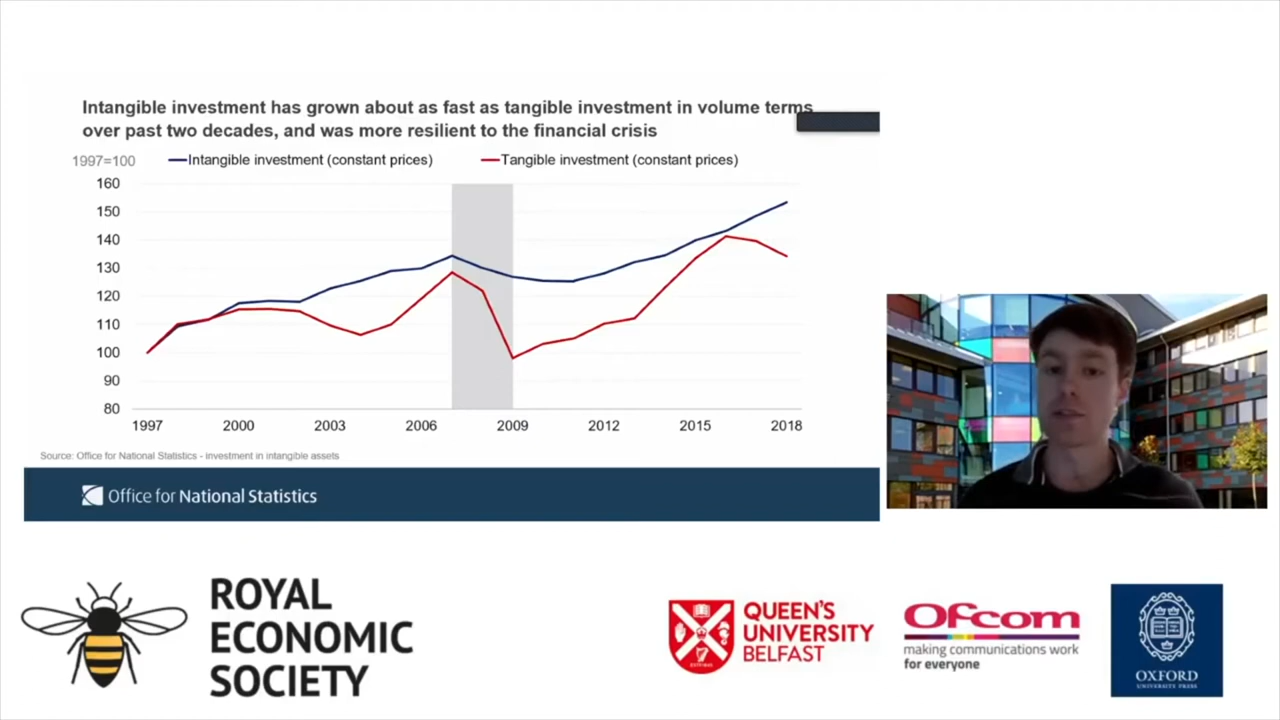 Intangible investment has grown about as fast as tangible investment in volume terms
over past two decades, and was more resilient to the financial crisis
1997=100
Intangible investment (constant prices)
Tangible investment (constant prices)
160
150
140
130
120
110
100
90
80
1997 2000 2003 2006 2009 2012 2015 2018
Source: Office for National Statistics - investment in intangible assets
Office for National Statistics
ROYAL
ECONOMIC
SOCIETY
QUEEN'S
UNIVERSITY
BELFAST
Ofcom
making communications work
for everyone
OXFORD
UNIVERSITY PRESS